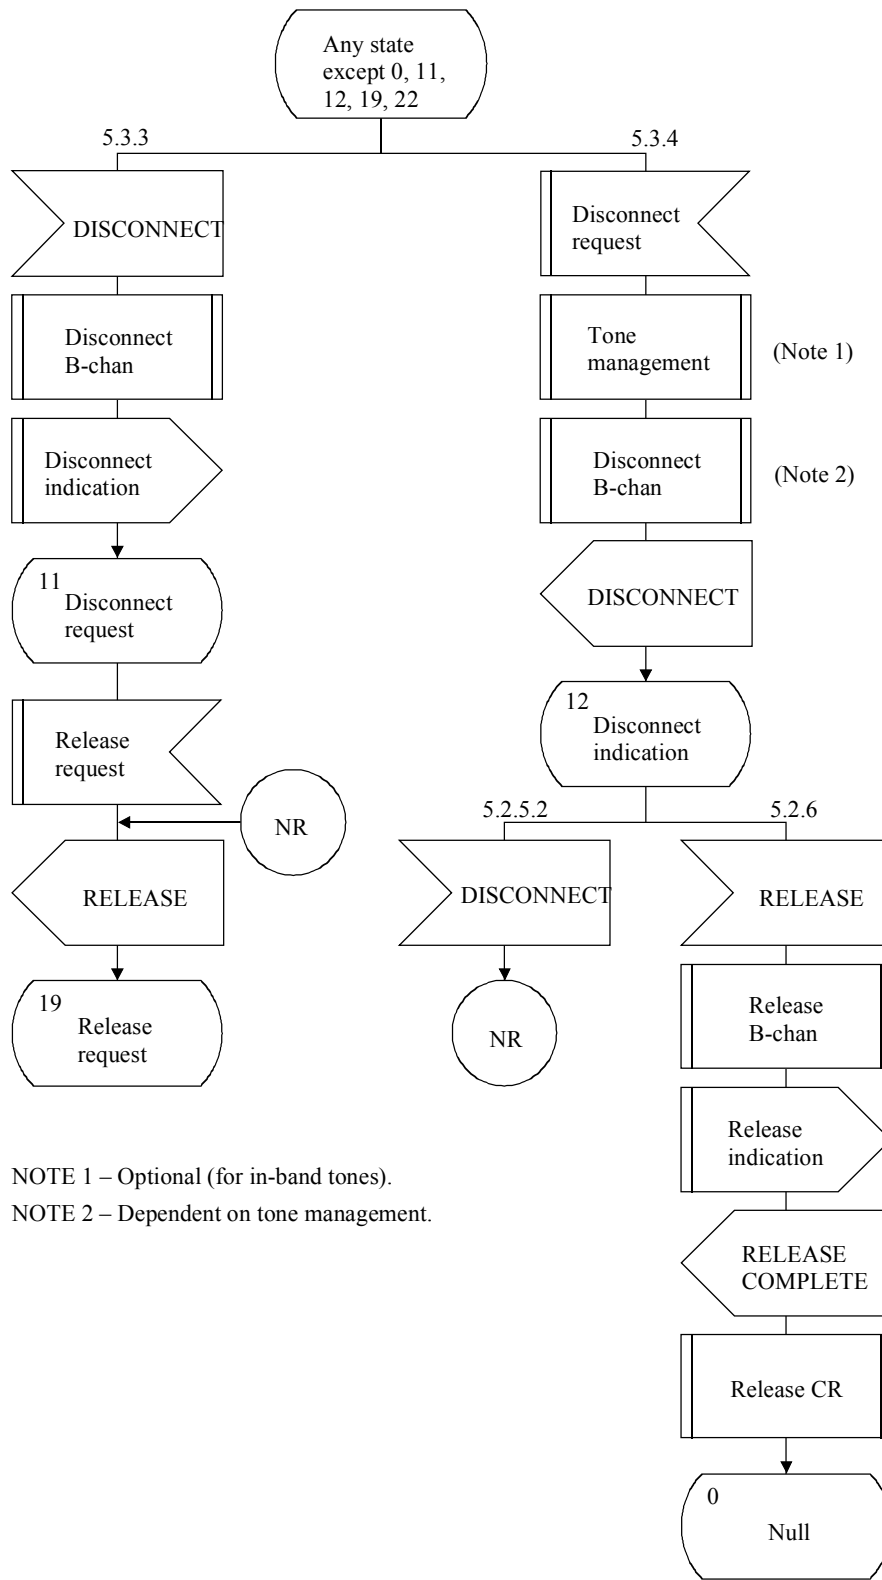 Any state
except 0, 11,
12, 19, 22
5.3.3
5.3.4
DISCONNECT
Disconnect
request
Disconnect
B-chan
Tone
management
(Note 1)
Disconnect
indication
Disconnect
B-chan
(Note 2)
11
Disconnect
request
DISCONNECT
Release
request
12
Disconnect
indication
NR
5.2.5.2
5.2.6
RELEASE
DISCONNECT
RELEASE
19
Release
request
NR
Release
B-chan
Release
indication
NOTE 1 – Optional (for in-band tones).
NOTE 2 – Dependent on tone management.
RELEASE
COMPLETE
Release CR
0
Null